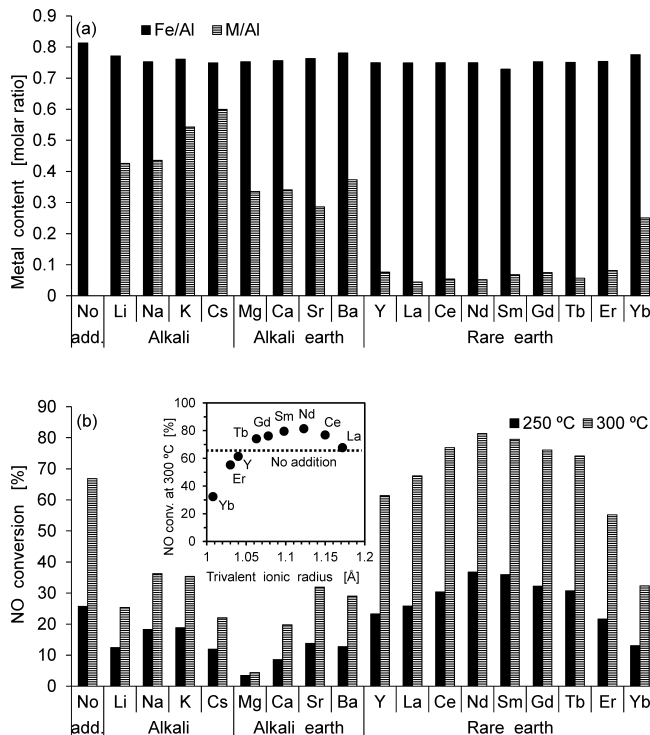 (a)
Fe/Al M/Al
0.9
0.8
0.7
0.6
0.5
0.4
0.3
0.2
0.1
0
Metal content [molar ratio]
No Li Na K Cs Mg Ca Sr Ba Y La Ce Nd Sm Gd Tb Er Yb
add. Alkali Alkali earth Rare earth
(b)
250 ºC 300 ºC
90
80
70
60
50
40
30
20
10
0
NO conversion [%]
100
80
60
40
20
0
NO conv. at 300 ºC [%]
Tb Gd Sm Nd Ce La
Y
Er
Yb
No addition
1 1.05 1.1 1.15 1.2
Trivalent ionic radius [Å]
No Li Na K Cs Mg Ca Sr Ba Y La Ce Nd Sm Gd Tb Er Yb
add. Alkali Alkali earth Rare earth